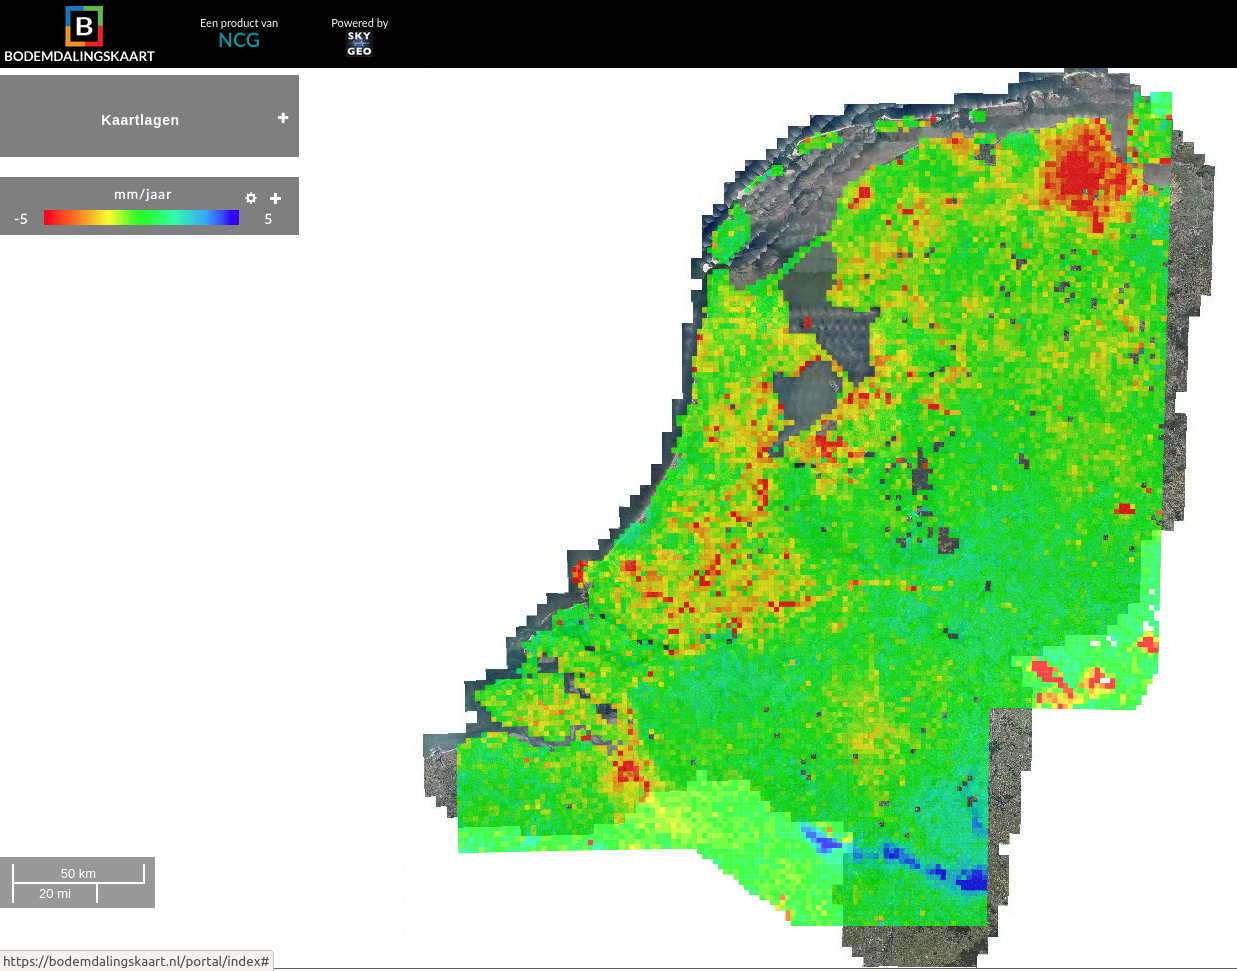 B
BODEMDALINGSKAART
Een product van
NCG
Powered by
SKY
GEO
Kaartlagen
mm/jaar
-5
5
50 km
20 mi
https://bodemdalingskaart.nl/portal/index#